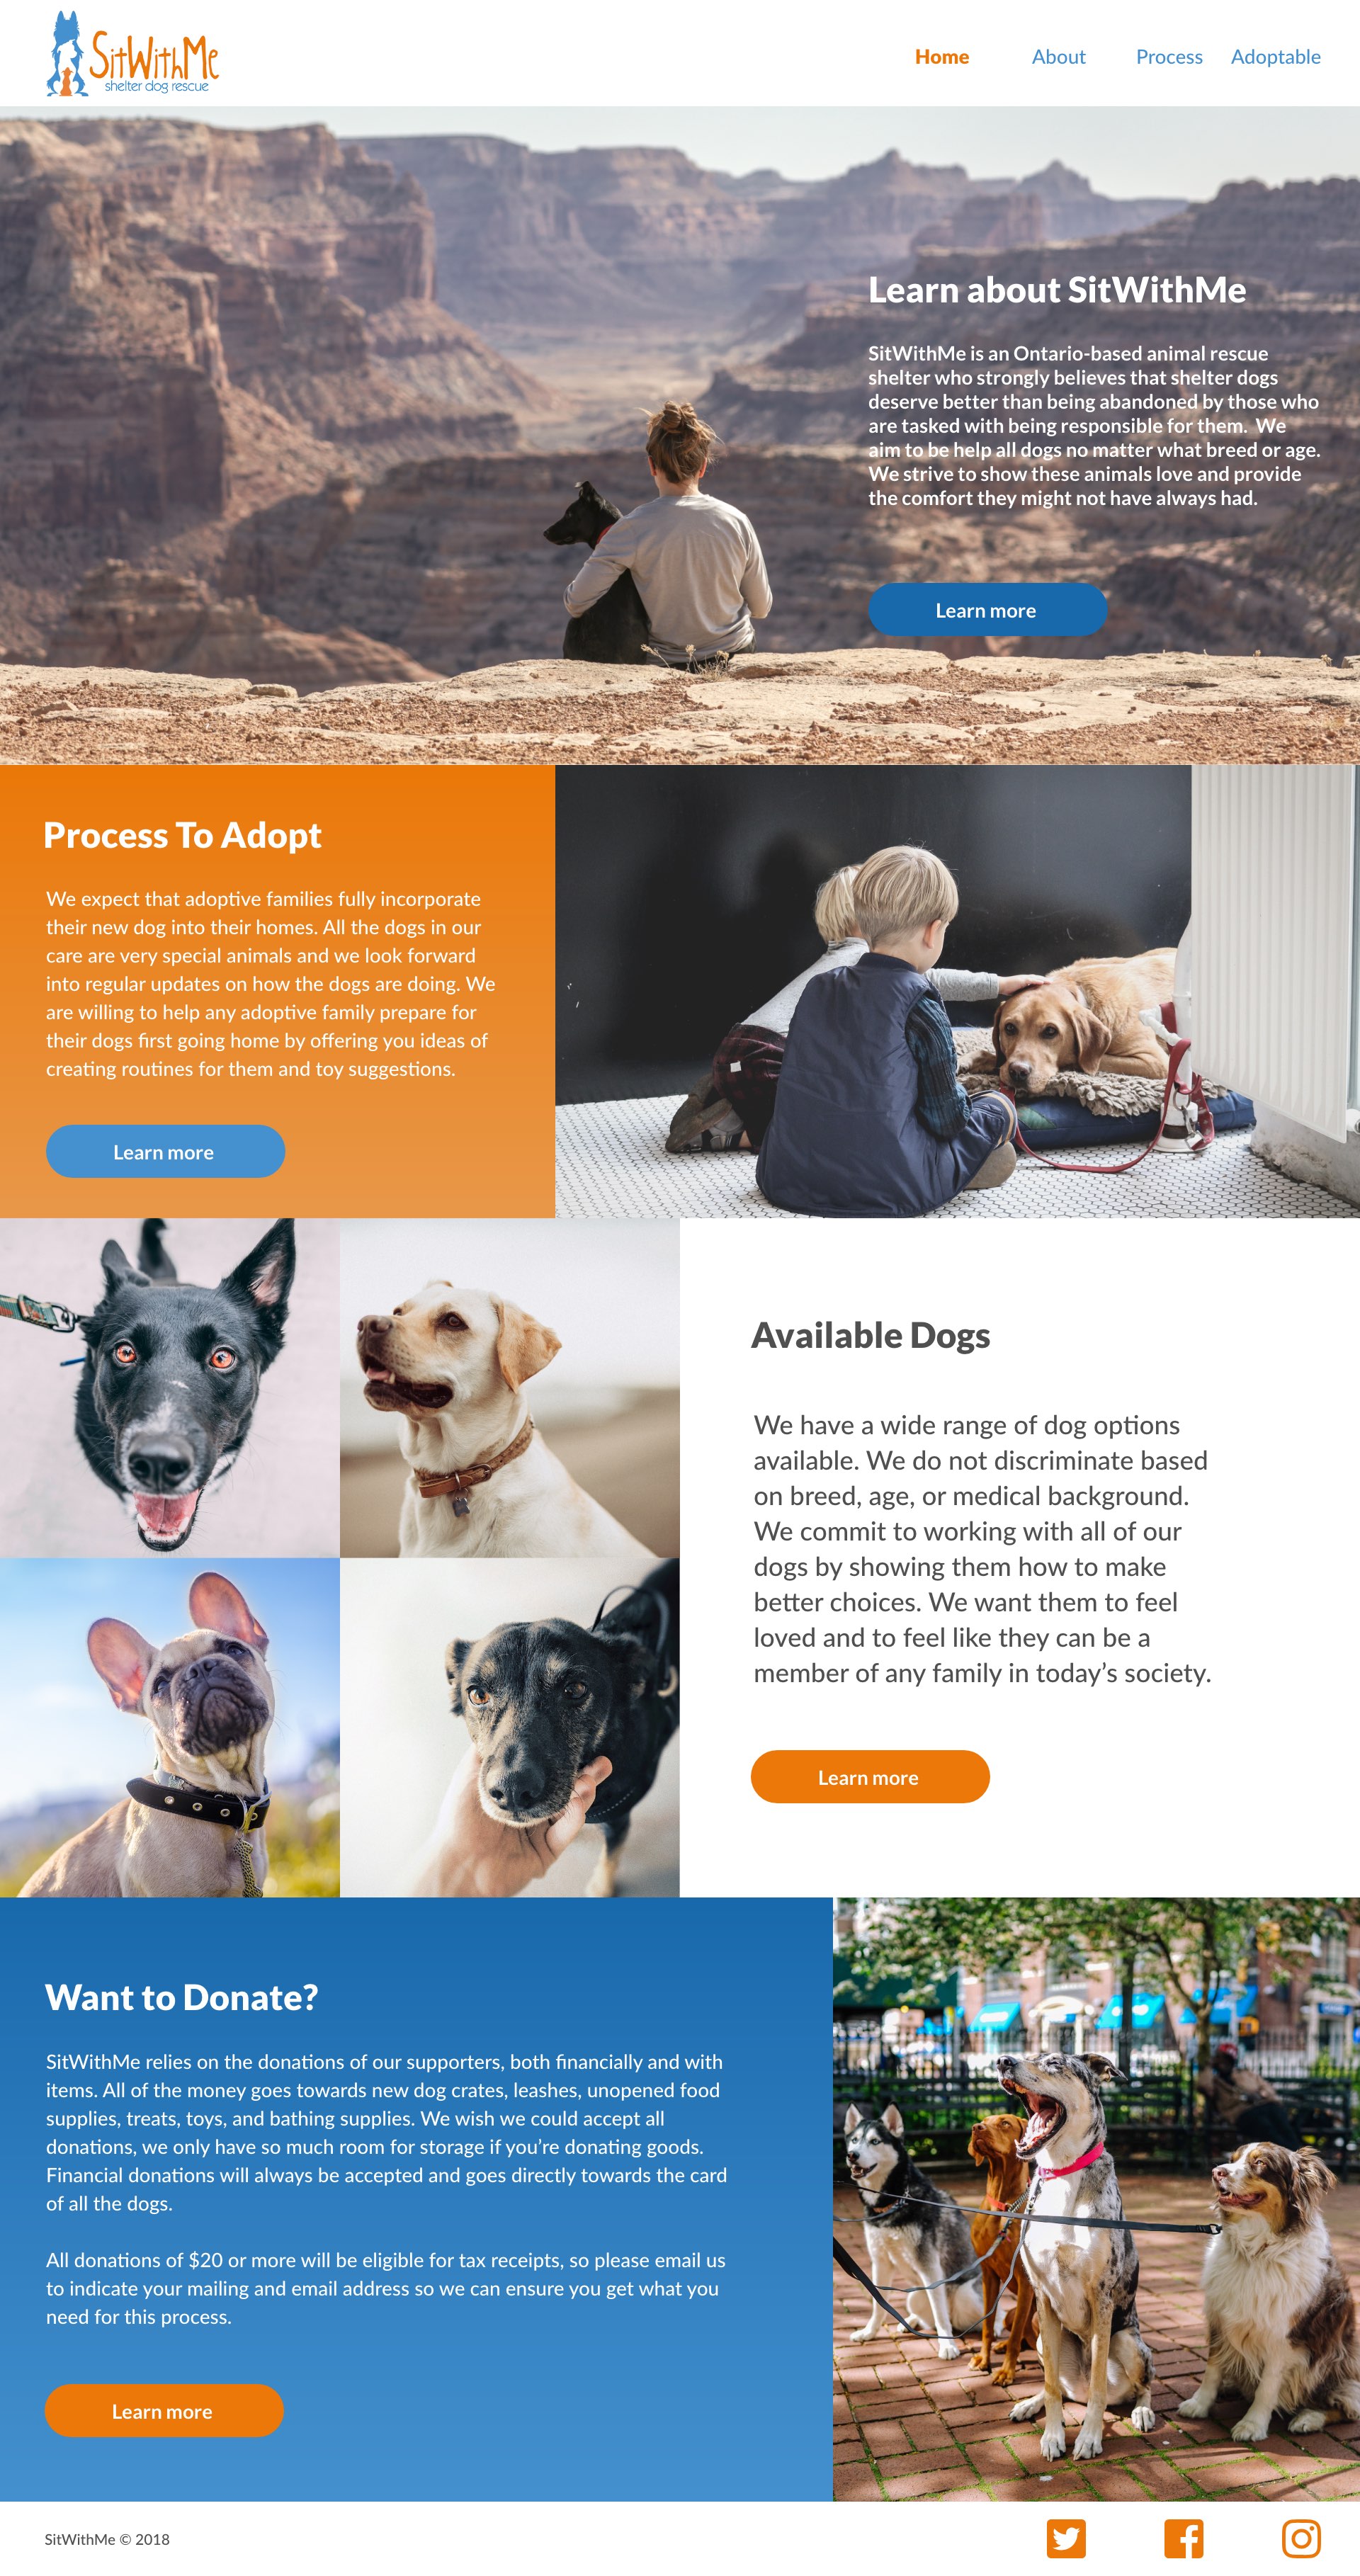 SitWithMe
shelter dog rescue
Home About Process Adoptable
Learn about SitWithMe
SitWithMe is an Ontario-based animal rescue
shelter who strongly believes that shelter dogs
deserve better than being abandoned by those who
are tasked with being responsible for them. We
aim to be help all dogs no matter what breed or age.
We strive to show these animals love and provide
the comfort they might not have always had.
Learn more
Process To Adopt
We expect that adoptive families fully incorporate
their new dog into their homes. All the dogs in our
care are very special animals and we look forward
into regular updates on how the dogs are doing. We
are willing to help any adoptive family prepare for
their dogs first going home by offering you ideas of
creating routines for them and toy suggestions.
Learn more
Available Dogs
We have a wide range of dog options
available. We do not discriminate based
on breed, age, or medical background.
We commit to working with all of our
dogs by showing them how to make
better choices. We want them to feel
loved and to feel like they can be a
member of any family in today’s society.
Learn more
Want to Donate?
SitWithMe relies on the donations of our supporters, both financially and with
items. All of the money goes towards new dog crates, leashes, unopened food
supplies, treats, toys, and bathing supplies. We wish we could accept all
donations, we only have so much room for storage if you’re donating goods.
Financial donations will always be accepted and goes directly towards the card
of all the dogs.
All donations of $20 or more will be eligible for tax receipts, so please email us
to indicate your mailing and email address so we can ensure you get what you
need for this process.
Learn more
SitWithMe © 2018